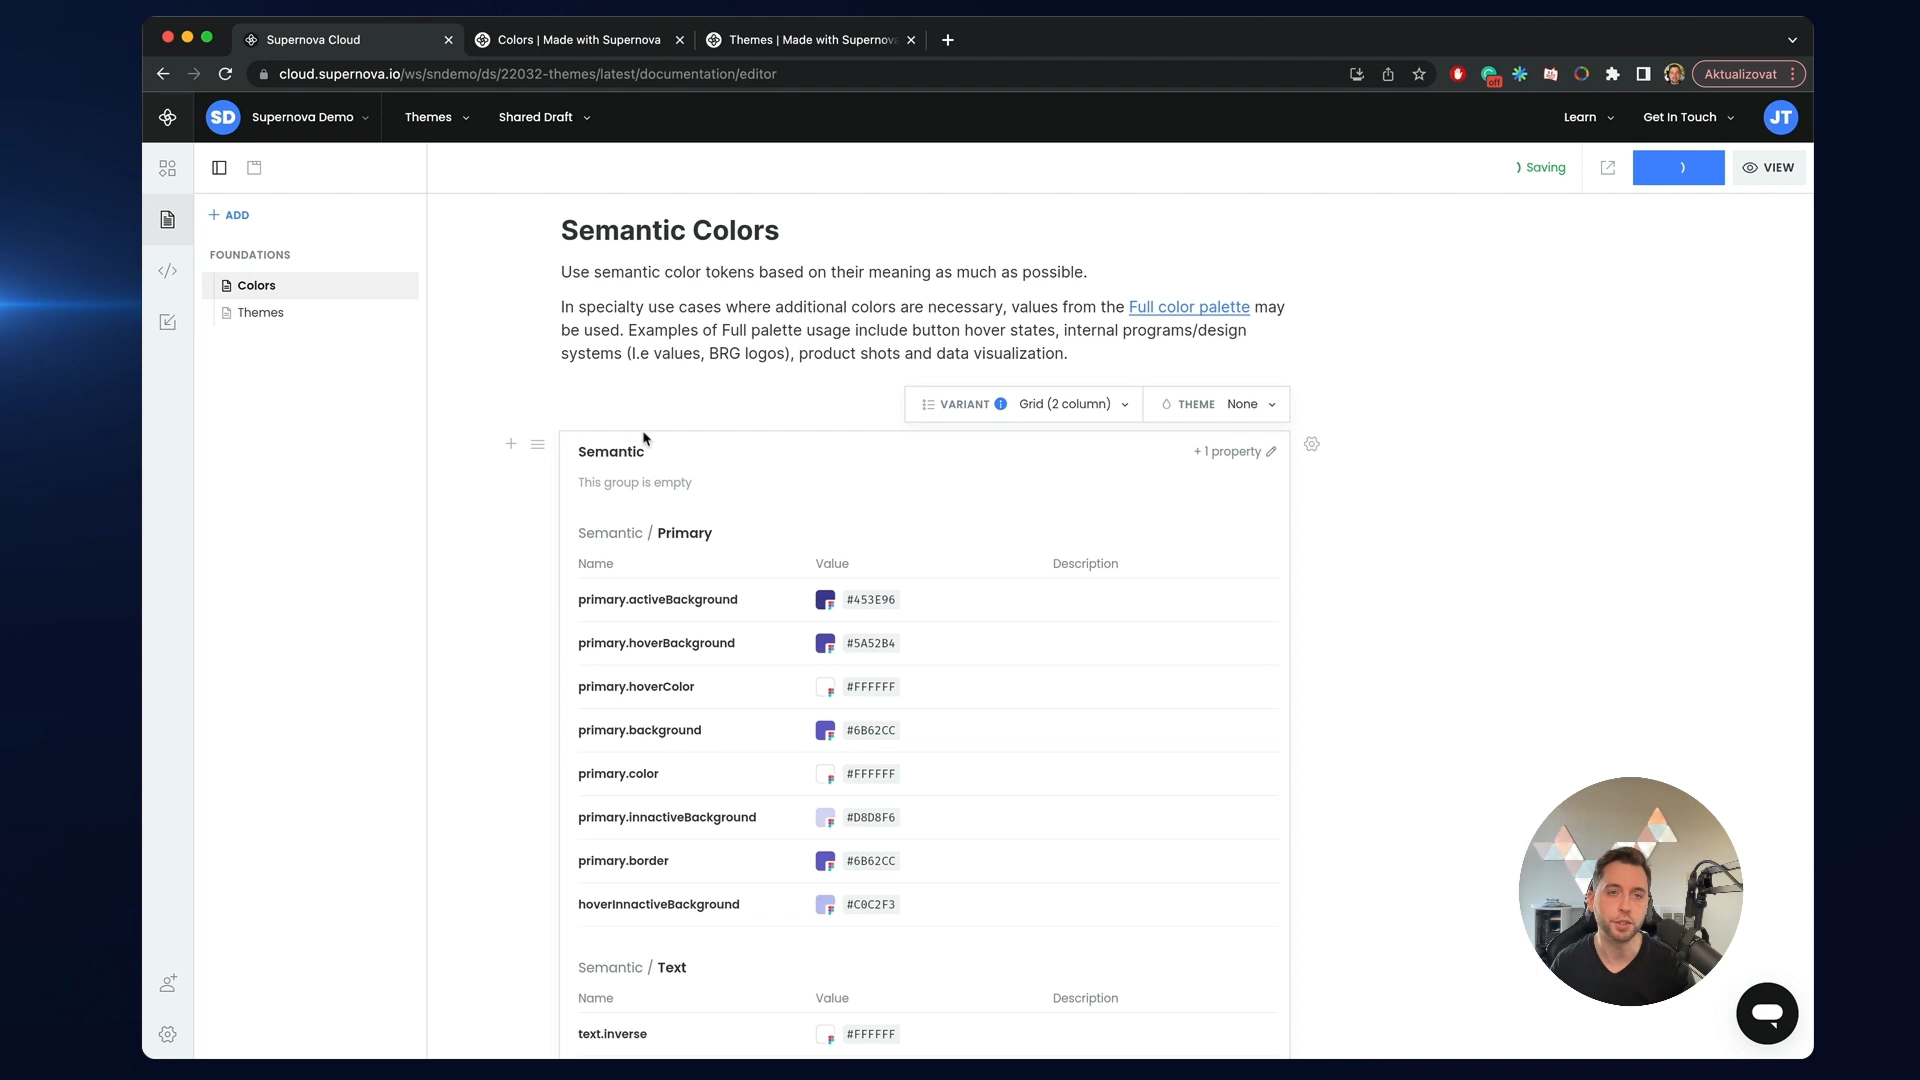 Supernova Cloud
Colors | Made with Supernova
Themes | Made with Supernova
cloud.supernova.io/ws/sndemo/ds/22032-themes/latest/documentation/editor
off
Aktualizovat
SD
Supernova Demo
Themes
Shared Draft
Learn
Get In Touch
JT
Saving
VIEW
+ ADD
FOUNDATIONS
Colors
Themes
Semantic Colors
Use semantic color tokens based on their meaning as much as possible.
In specialty use cases where additional colors are necessary, values from the Full color palette may
be used. Examples of Full palette usage include button hover states, internal programs/design
systems (I.e values, BRG logos), product shots and data visualization.
VARIANT Grid (2 column) THEME None
Semantic
+ 1 property
This group is empty
Semantic / Primary
Name Value Description
primary.activeBackground #453E96
primary.hoverBackground #5A52B4
primary.hoverColor #FFFFFF
primary.background #6B62CC
primary.color #FFFFFF
primary.innactiveBackground #D8D8F6
primary.border #6B62CC
hoverInnactiveBackground #C0C2F3
Semantic / Text
Name Value Description
text.inverse #FFFFFF